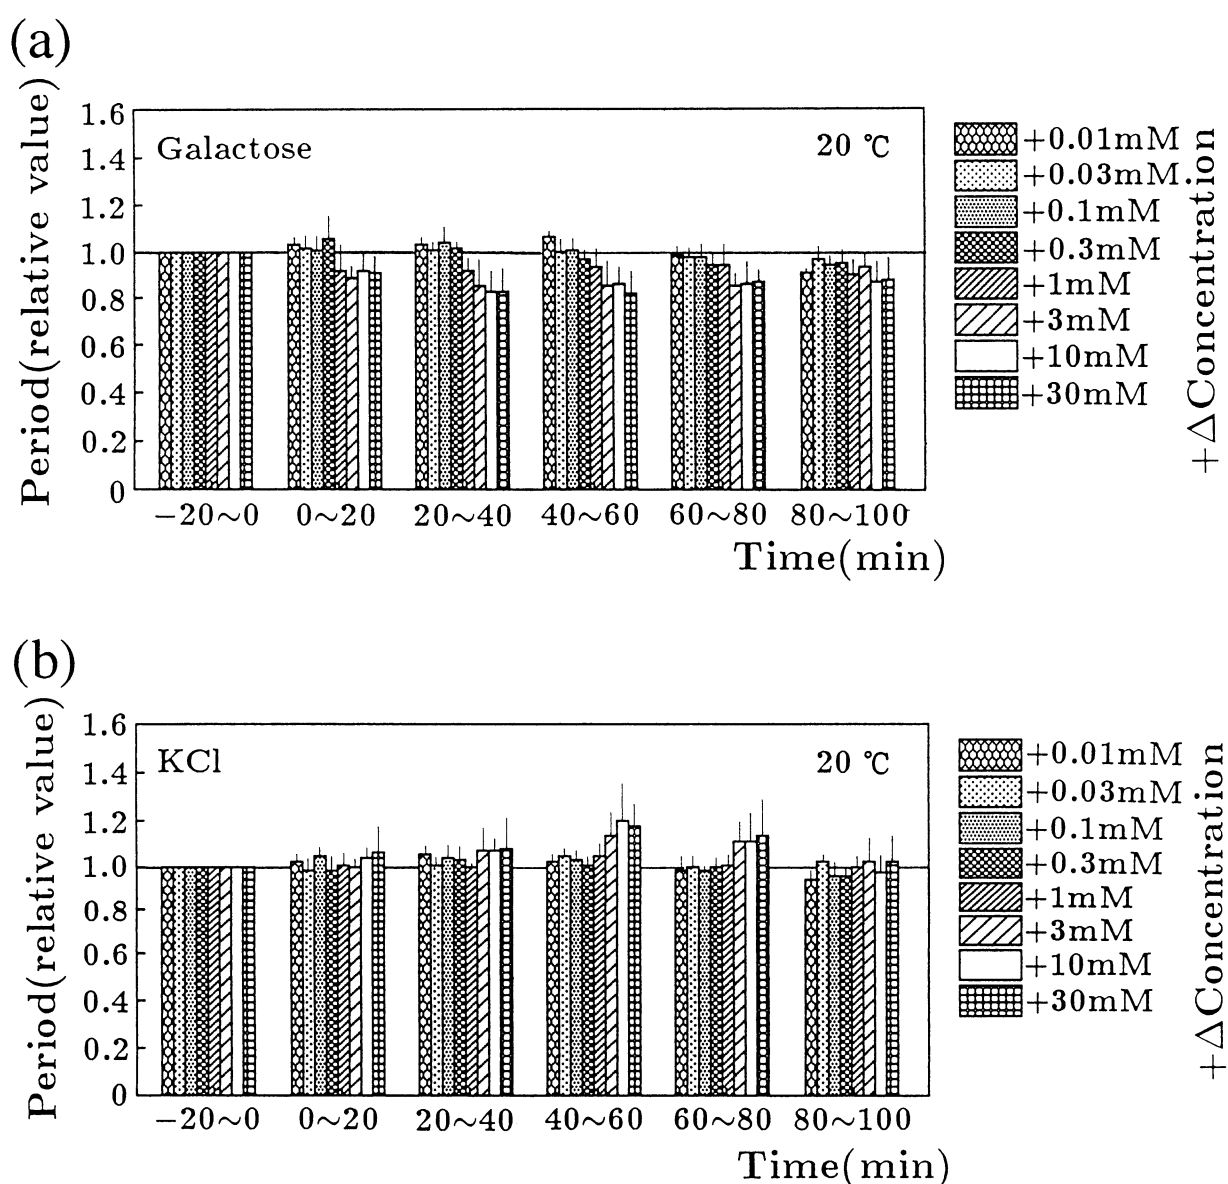 (a)
Period(relative value)
1.6
1.4
1.2
1.0
0.8
0.6
0.4
0.2
0
Galactose
20 ℃
−20~0
0~20
20~40
40~60
60~80
80~100
Time(min)
+0.01mM
+0.03mM
+0.1mM
+0.3mM
+1mM
+3mM
+10mM
+30mM
+ΔConcentration
(b)
Period(relative value)
1.6
1.4
1.2
1.0
0.8
0.6
0.4
0.2
0
KCl
20 ℃
−20~0
0~20
20~40
40~60
60~80
80~100
Time(min)
+0.01mM
+0.03mM
+0.1mM
+0.3mM
+1mM
+3mM
+10mM
+30mM
+ΔConcentration